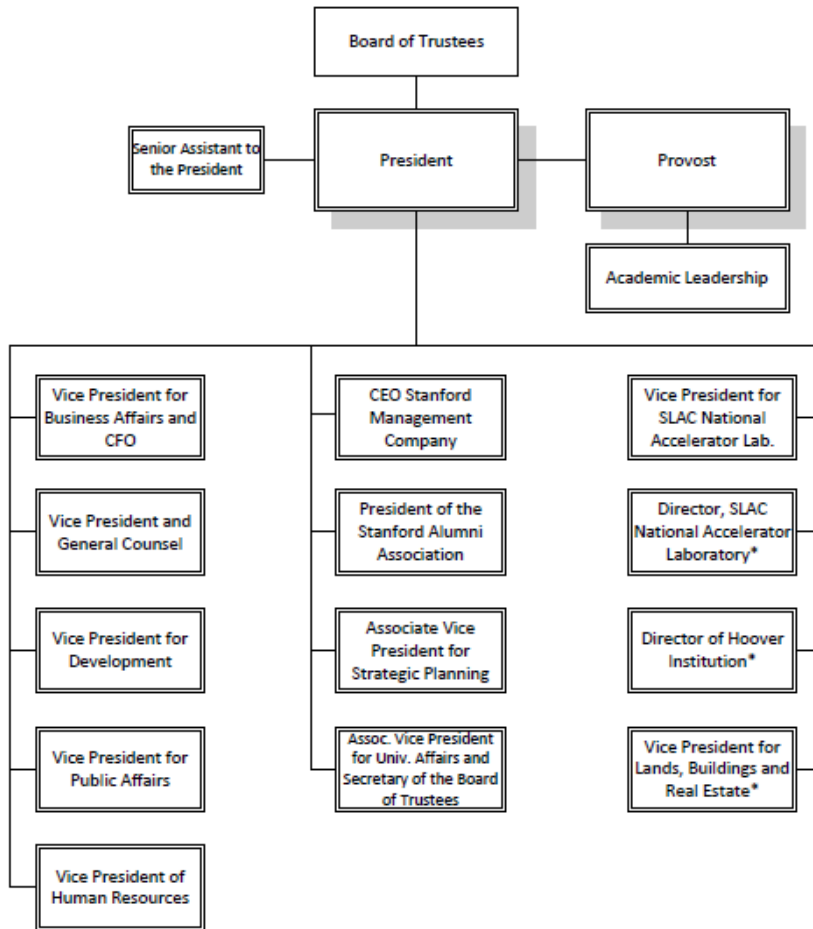 Board of Trustees
Senior Assistant to
the President
President
Provost
Academic Leadership
Vice President for
Business Affairs and
CFO
Vice President and
General Counsel
Vice President for
Development
Vice President for
Public Affairs
Vice President of
Human Resources
CEO Stanford
Management
Company
President of the
Stanford Alumni
Association
Associate Vice
President for
Strategic Planning
Assoc. Vice President
for Univ. Affairs and
Secretary of the Board
of Trustees
Vice President for
SLAC National
Accelerator Lab.
Director, SLAC
National Accelerator
Laboratory*
Director of Hoover
Institution*
Vice President for
Lands, Buildings and
Real Estate*